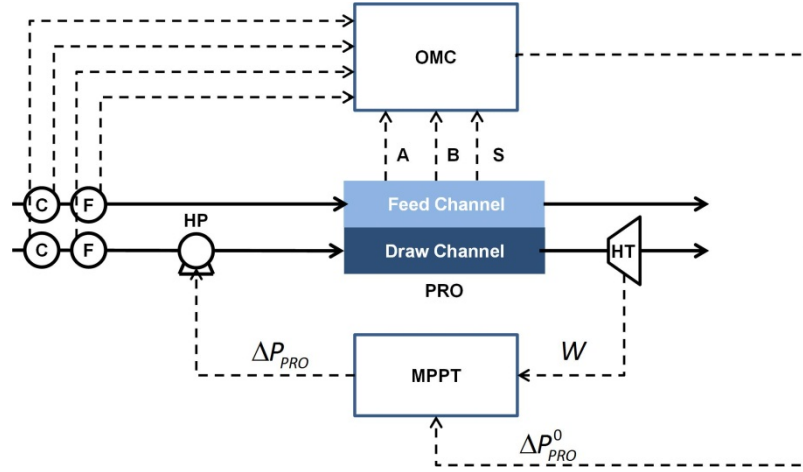 OMC
A B S
C F
Feed Channel
HP
C F
Draw Channel
HT
PRO
ΔP_PRO
MPPT
W
ΔP⁰_PRO